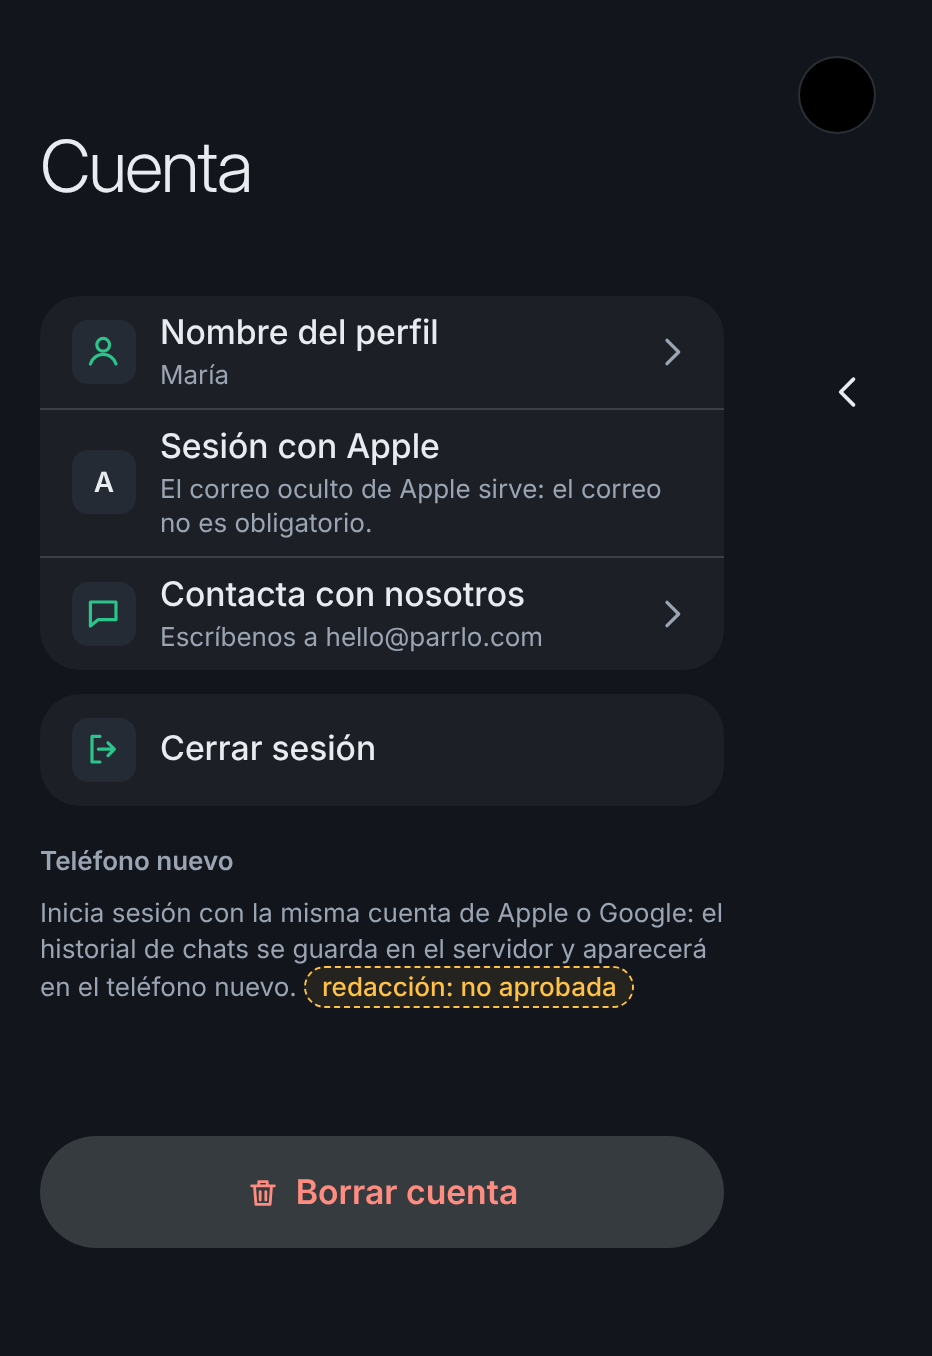 Cuenta
Nombre del perfil
María
A
Sesión con Apple
El correo oculto de Apple sirve: el correo
no es obligatorio.
Contacta con nosotros
Escríbenos a hello@parrlo.com
Cerrar sesión
Teléfono nuevo
Inicia sesión con la misma cuenta de Apple o Google: el
historial de chats se guarda en el servidor y aparecerá
en el teléfono nuevo. redacción: no aprobada
Borrar cuenta